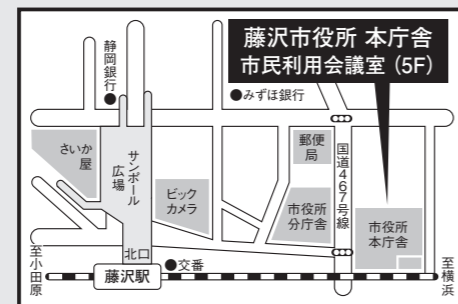 藤沢市役所 本庁舎
市民利用会議室（5F）
静岡銀行
●みずほ銀行
さいか屋
サンパール広場
ビックカメラ
郵便局
国道467号線
市役所分庁舎
市役所本庁舎
北口
●交番
藤沢駅
至小田原
至横浜